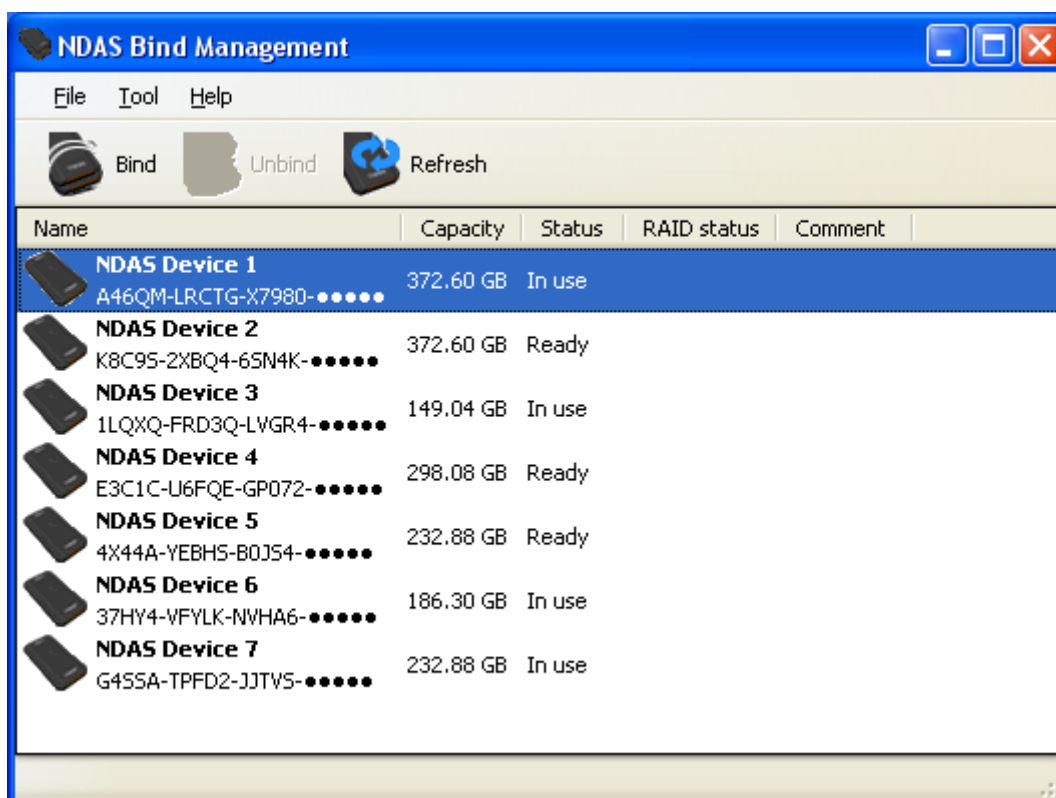 NDAS Bind Management
File Tool Help
Bind Unbind Refresh
Name Capacity Status RAID status Comment
NDAS Device 1
A46QM-LRCTG-X7980-●●●●● 372.60 GB In use
NDAS Device 2
K8C9S-2XBQ4-6SN4K-●●●●● 372.60 GB Ready
NDAS Device 3
1LQXQ-FRD3Q-LVGR4-●●●●● 149.04 GB In use
NDAS Device 4
E3C1C-U6FQE-GP072-●●●●● 298.08 GB Ready
NDAS Device 5
4X44A-YEBHS-B0JS4-●●●●● 232.88 GB Ready
NDAS Device 6
37HY4-VFYLK-NVHA6-●●●●● 186.30 GB In use
NDAS Device 7
G4SSA-TPFD2-JJTVS-●●●●● 232.88 GB In use